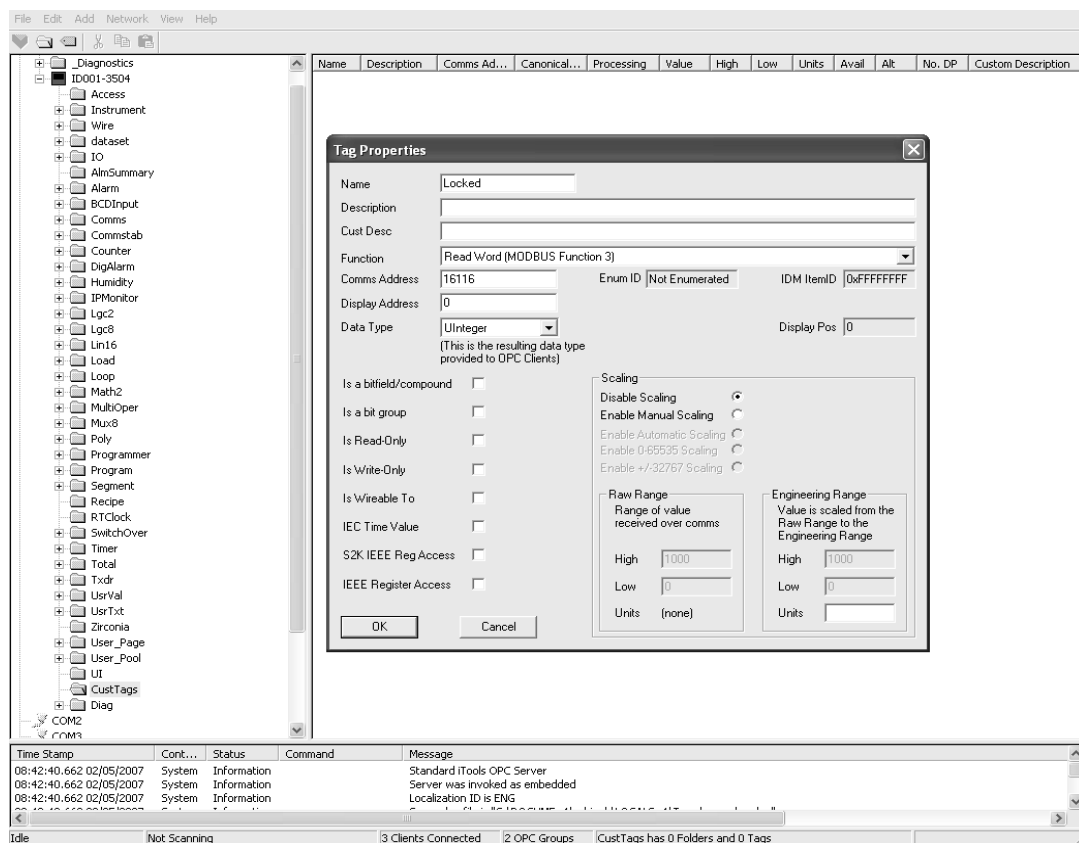 File Edit Add Network View Help
_Diagnostics
ID001-3504
Access
Instrument
Wire
dataset
IO
AlmSummary
Alarm
BCDInput
Comms
Commstab
Counter
DigAlarm
Humidity
IPMonitor
Lgc2
Lgc8
Lin16
Load
Loop
Math2
MultiOper
Mux8
Poly
Programmer
Program
Segment
Recipe
RTClock
SwitchOver
Timer
Total
Txdr
UsrVal
UsrTxt
Zirconia
User_Page
User_Pool
UI
CustTags
Diag
COM2
COM3
Name Description Comms Ad... Canonical... Processing Value High Low Units Avail Alt No. DP Custom Description
Tag Properties
Name Locked
Description
Cust Desc
Function Read Word (MODBUS Function 3)
Comms Address 16116 Enum ID Not Enumerated IDM ItemID 0xFFFFFFFF
Display Address 0
Data Type UInteger Display Pos 0
(This is the resulting data type
provided to OPC Clients)
Is a bitfield/compound
Is a bit group
Is Read-Only
Is Write-Only
Is Wireable To
IEC Time Value
S2K IEEE Reg Access
IEEE Register Access
OK Cancel
Scaling
Disable Scaling
Enable Manual Scaling
Enable Automatic Scaling
Enable 0-65535 Scaling
Enable +/-32767 Scaling
Raw Range
Range of value
received over comms
High 1000
Low 0
Units (none)
Engineering Range
Value is scaled from the
Raw Range to the
Engineering Range
High 1000
Low 0
Units
Time Stamp Cont... Status Command Message
08:42:40.662 02/05/2007 System Information Standard iTools OPC Server
08:42:40.662 02/05/2007 System Information Server was invoked as embedded
08:42:40.662 02/05/2007 System Information Localization ID is ENG
Idle Not Scanning 3 Clients Connected 2 OPC Groups CustTags has 0 Folders and 0 Tags